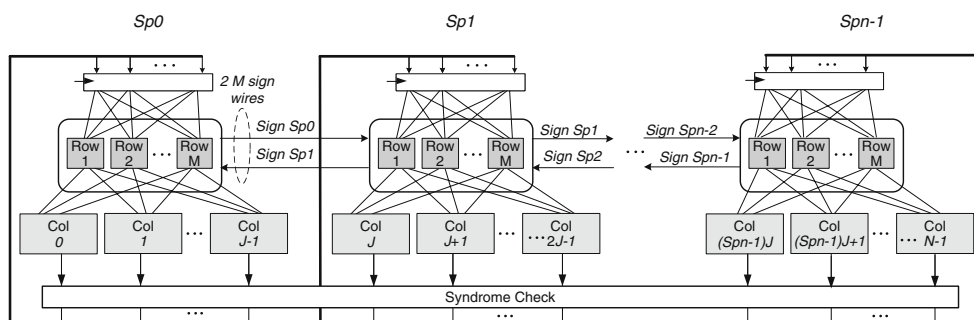 Sp0
Sp1
Spn-1
...
...
...
2 M sign
wires
Sign Sp0
Sign Sp1
Sign Sp1
Sign Sp2
...
Sign Spn-2
Sign Spn-1
Row
1
Row
2
...
Row
M
Row
1
Row
2
...
Row
M
Row
1
Row
2
...
Row
M
Col
0
Col
1
...
Col
J-1
Col
J
Col
J+1
...
Col
...2J-1
Col
(Spn-1)J
Col
(Spn-1)J+1
...
Col
... N-1
Syndrome Check
...
...
...